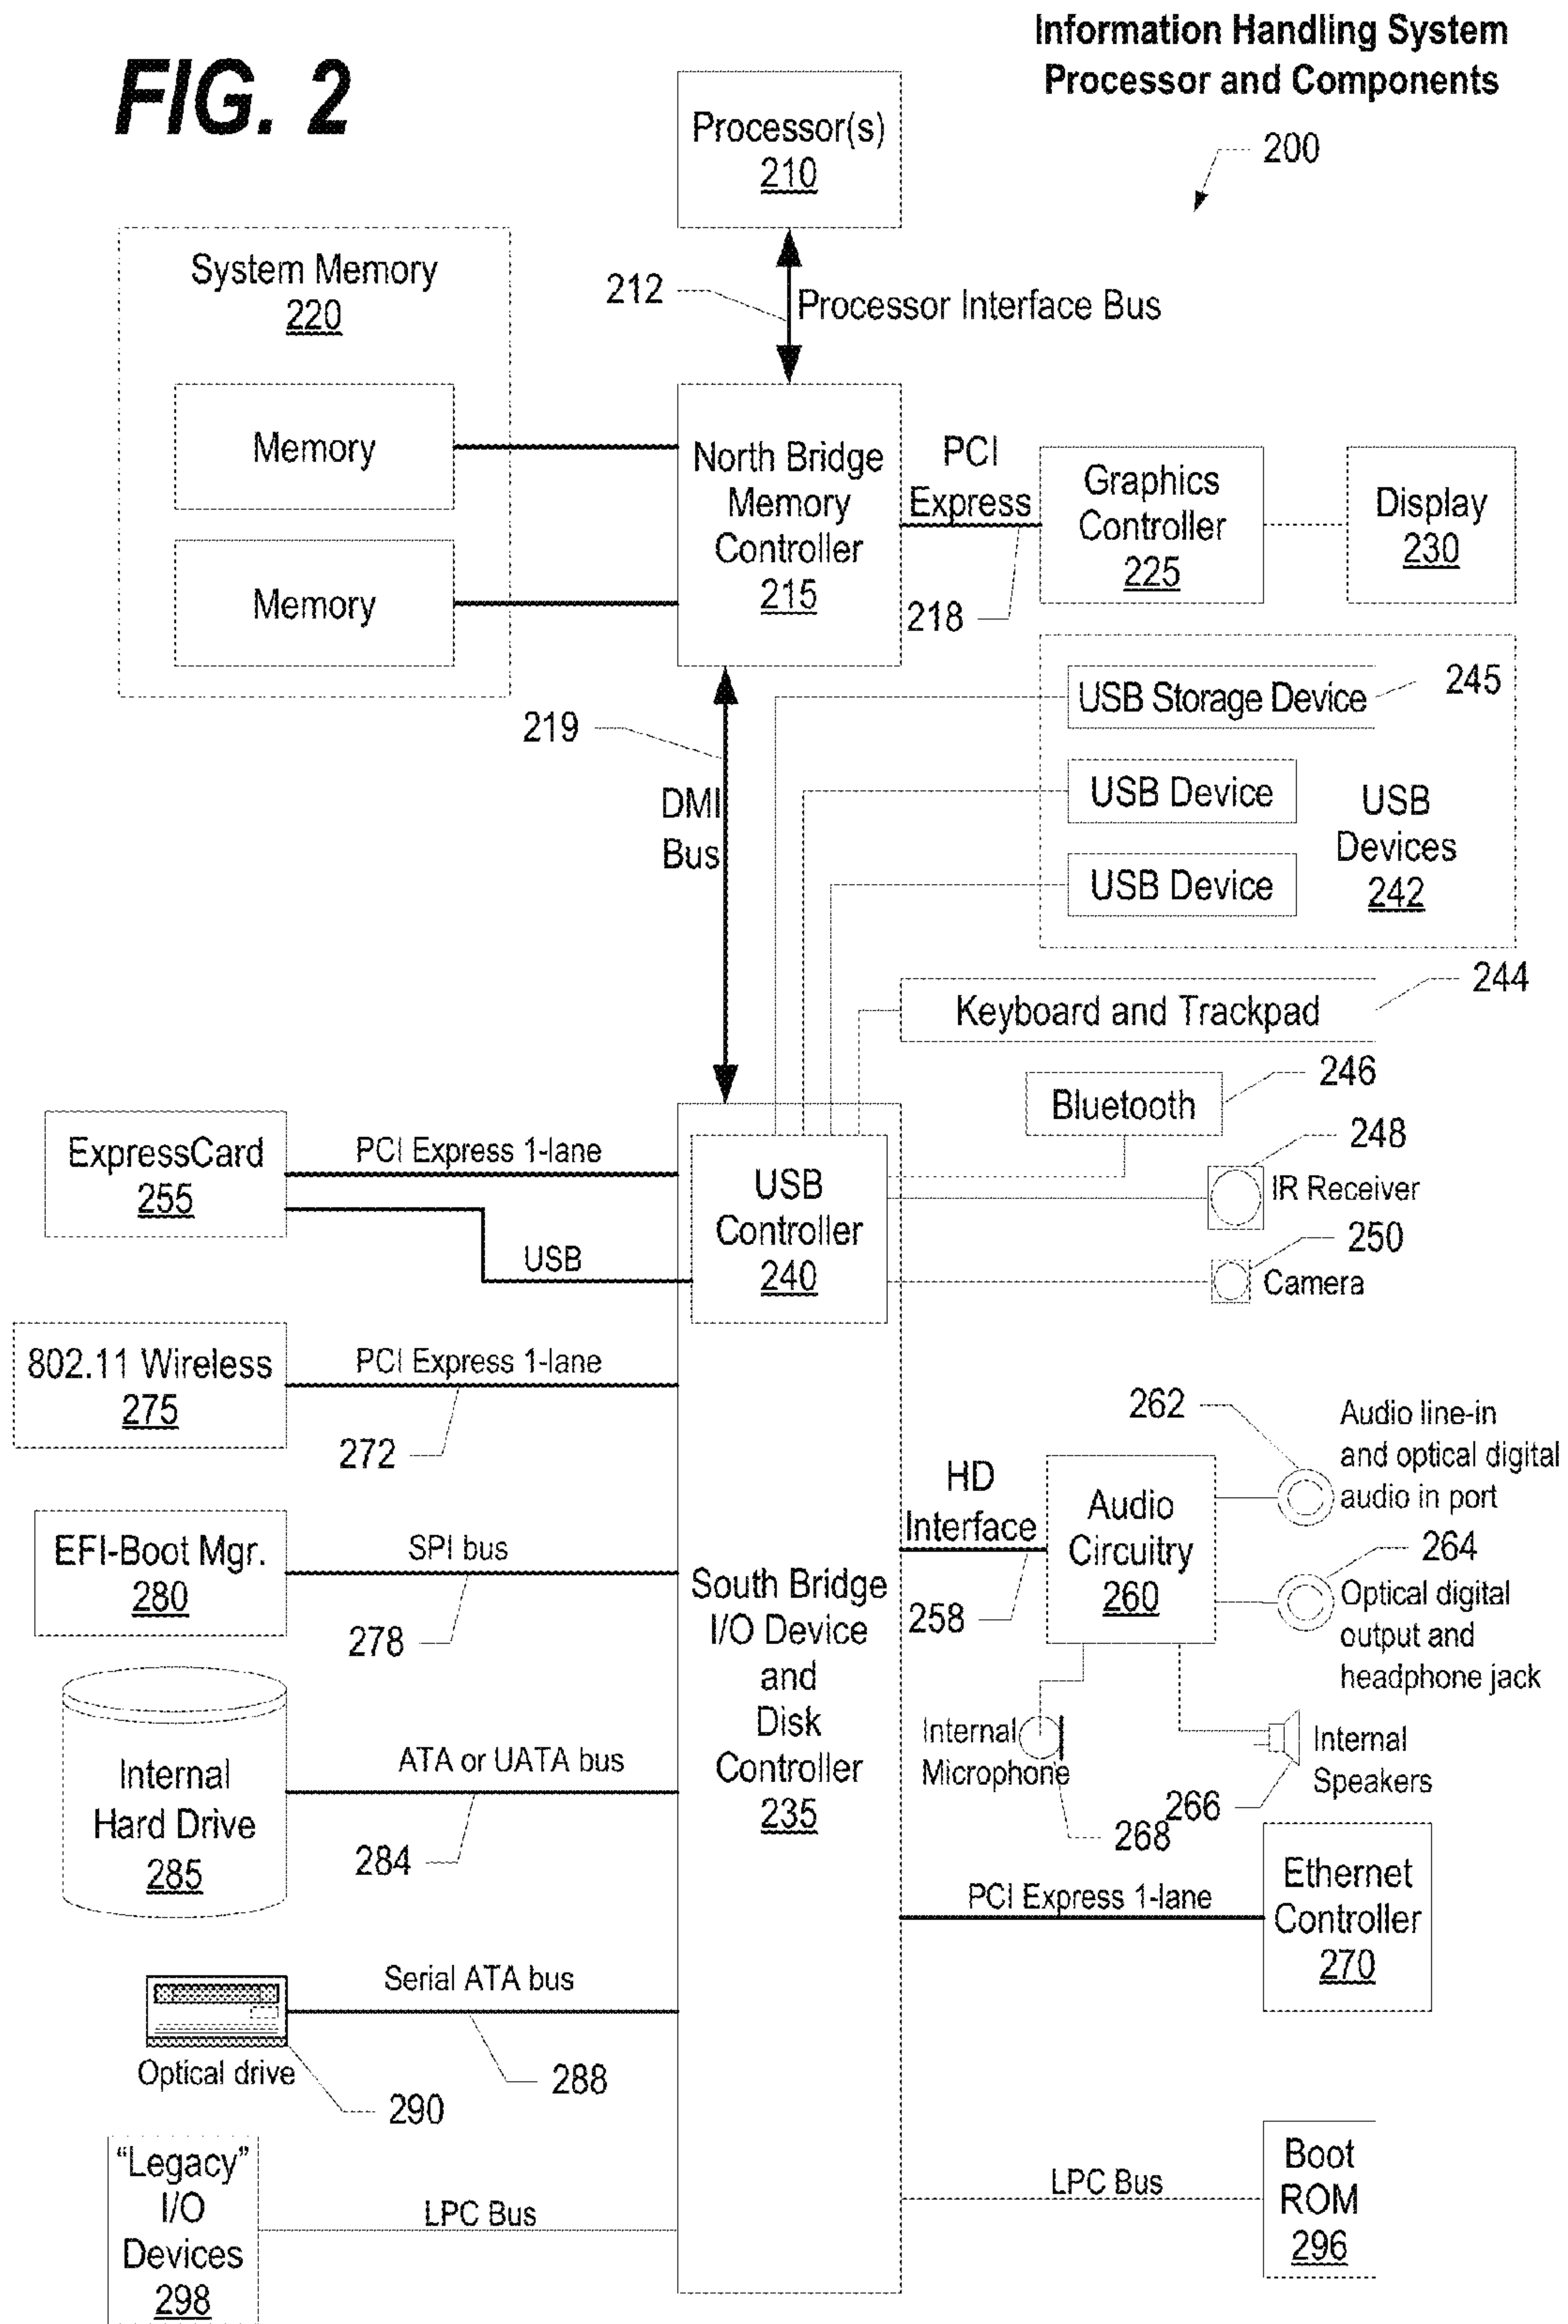 FIG. 2
Information Handling System
Processor and Components
200
Processor(s)
210
212
Processor Interface Bus
System Memory
220
Memory
Memory
North Bridge
Memory
Controller
215
PCI
Express
218
Graphics
Controller
225
Display
230
219
DMI
Bus
USB Storage Device
245
USB Device
USB Device
USB
Devices
242
Keyboard and Trackpad
244
Bluetooth
246
248
IR Receiver
250
Camera
ExpressCard
255
PCI Express 1-lane
USB
USB
Controller
240
802.11 Wireless
275
PCI Express 1-lane
272
EFI-Boot Mgr.
280
SPI bus
278
South Bridge
I/O Device
and
Disk
Controller
235
HD
Interface
258
Audio
Circuitry
260
262
Audio line-in
and optical digital
audio in port
264
Optical digital
output and
headphone jack
Internal
Microphone
268
266
Internal
Speakers
Internal
Hard Drive
285
ATA or UATA bus
284
PCI Express 1-lane
Ethernet
Controller
270
Serial ATA bus
288
Optical drive
290
“Legacy”
I/O
Devices
298
LPC Bus
LPC Bus
Boot
ROM
296